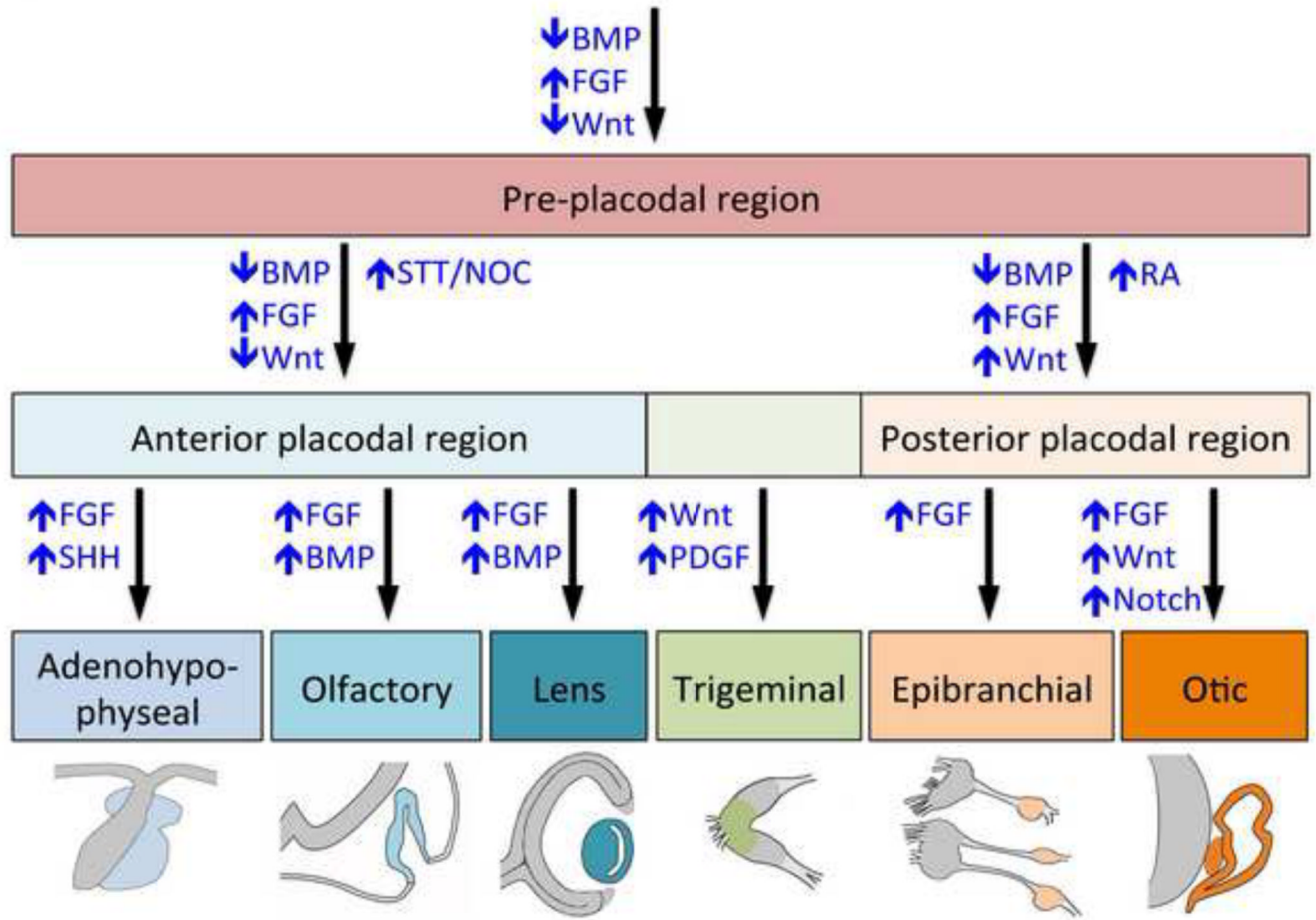 ↓BMP
↑FGF
↓Wnt
Pre-placodal region
↓BMP ↑STT/NOC
↑FGF
↓Wnt
↓BMP ↑RA
↑FGF
↑Wnt
Anterior placodal region
Posterior placodal region
↑FGF
↑SHH
↑FGF
↑BMP
↑FGF
↑BMP
↑Wnt
↑PDGF
↑FGF
↑FGF
↑Wnt
↑Notch
Adenohypo-
physeal
Olfactory
Lens
Trigeminal
Epibranchial
Otic